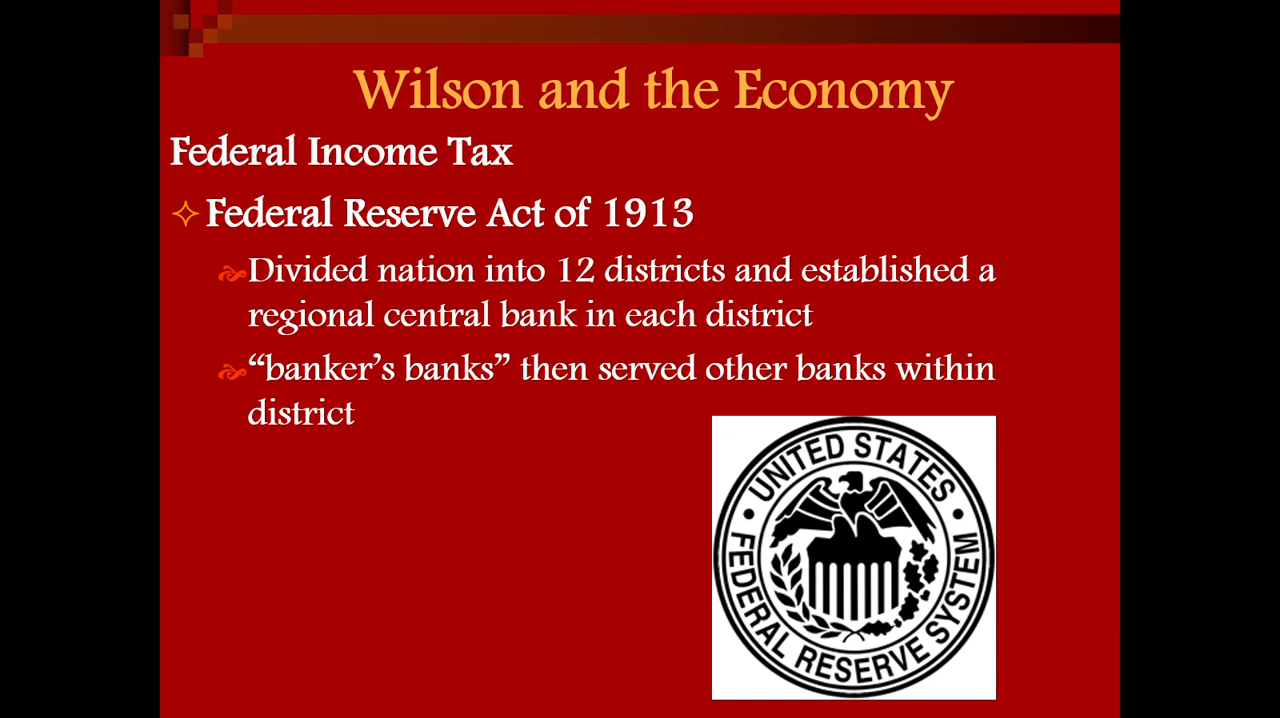 Wilson and the Economy
Federal Income Tax
Federal Reserve Act of 1913
Divided nation into 12 districts and established a
regional central bank in each district
“banker’s banks” then served other banks within
district
UNITED STATES
FEDERAL RESERVE SYSTEM